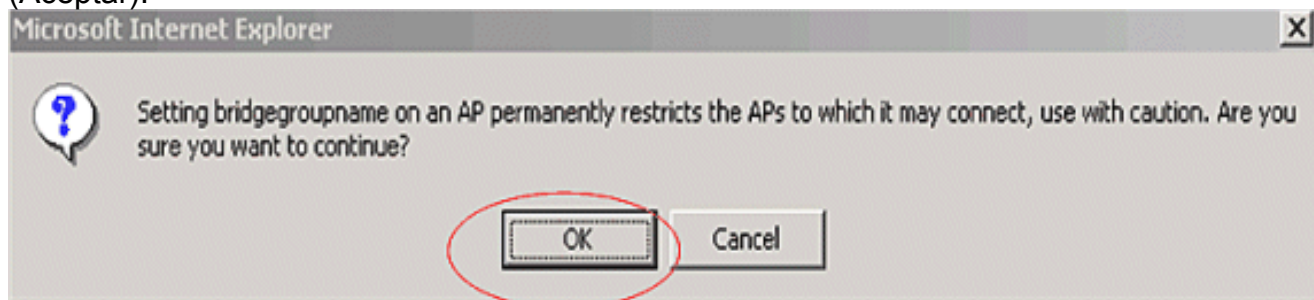 (Aceptar).
Microsoft Internet Explorer
Setting bridgegroupname on an AP permanently restricts the APs to which it may connect, use with caution. Are you
sure you want to continue?
OK
Cancel